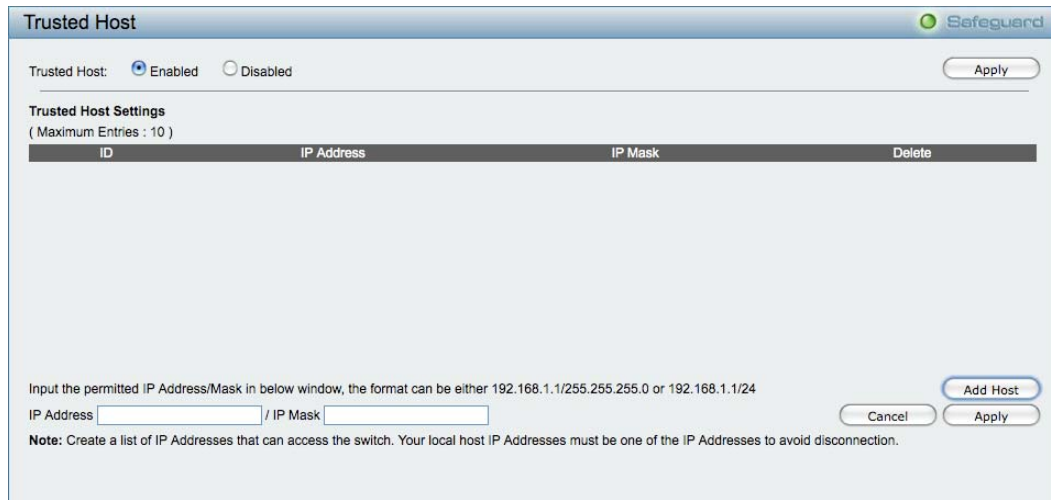 Trusted Host Safeguard
Trusted Host: Enabled Disabled Apply
Trusted Host Settings
( Maximum Entries : 10 )
ID IP Address IP Mask Delete
Input the permitted IP Address/Mask in below window, the format can be either 192.168.1.1/255.255.255.0 or 192.168.1.1/24 Add Host
IP Address / IP Mask Cancel Apply
Note: Create a list of IP Addresses that can access the switch. Your local host IP Addresses must be one of the IP Addresses to avoid disconnection.